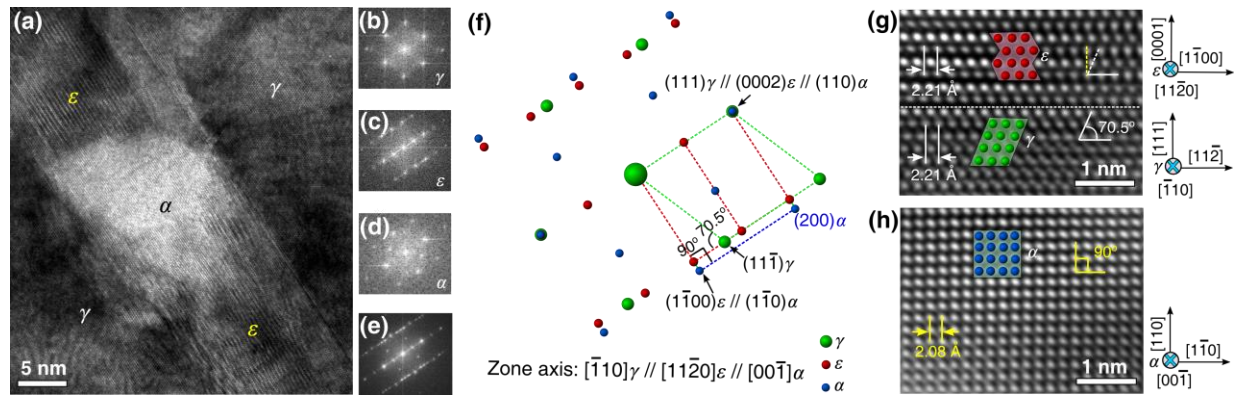 (a)
ε
γ
α
γ
ε
5 nm
(b)
γ
(c)
ε
(d)
α
(e)
(f)
(111)γ // (0002)ε // (110)α
(200)α
90° 70.5°
(111̄)γ
(1̄100)ε // (1̄10)α
γ
ε
α
Zone axis: [1̄10]γ // [112̄0]ε // [001̄]α
(g)
ε
2.21 Å
γ
70.5°
2.21 Å
1 nm
[0001]
[11̄00]
ε
[112̄0]
[111]
[112̄]
γ
[1̄10]
(h)
α
90°
2.08 Å
1 nm
[110]
[11̄0]
α
[001̄]